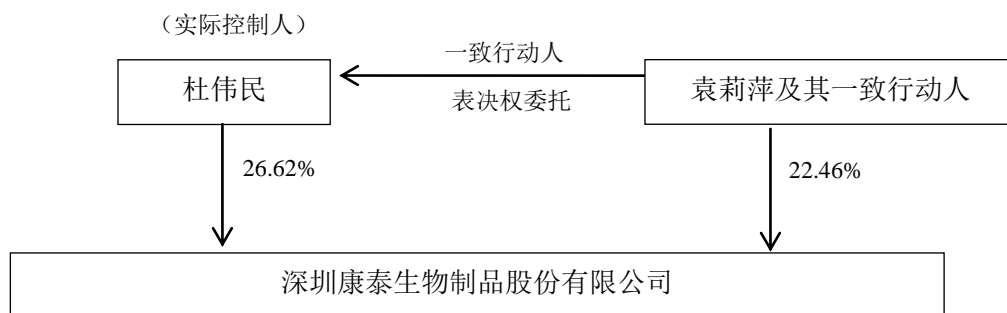 （实际控制人）
一致行动人
杜伟民
袁莉萍及其一致行动人
表决权委托
26.62%
22.46%
深圳康泰生物制品股份有限公司